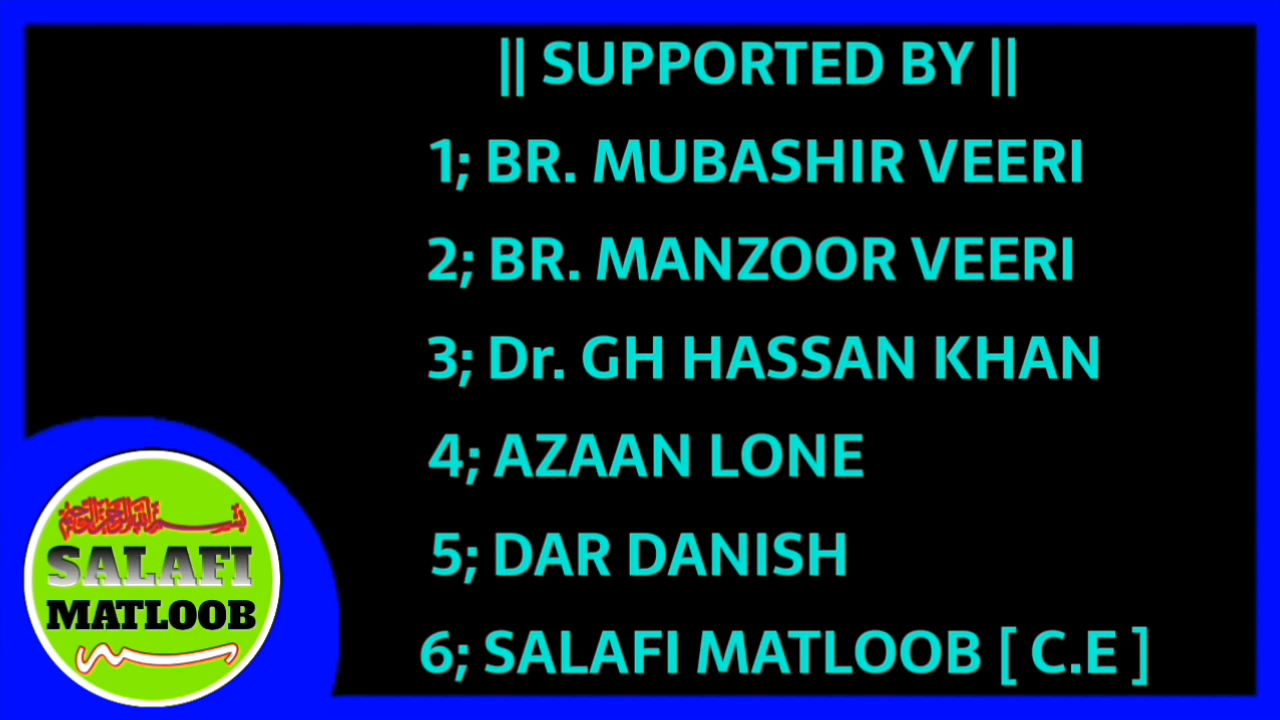 || SUPPORTED BY ||
1; BR. MUBASHIR VEERI
2; BR. MANZOOR VEERI
3; Dr. GH HASSAN KHAN
4; AZAAN LONE
5; DAR DANISH
6; SALAFI MATLOOB [ C.E ]
SALAFI
MATLOOB